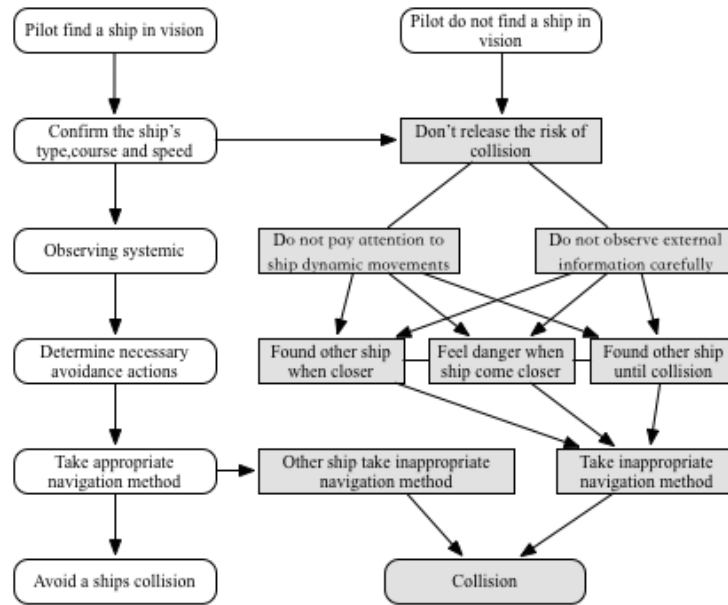 Pilot find a ship in vision
Pilot do not find a ship in
vision
Confirm the ship's
type,course and speed
Don't release the risk of
collision
Observing systemic
Do not pay attention to
ship dynamic movements
Do not observe external
information carefully
Determine necessary
avoidance actions
Found other ship
when closer
Feel danger when
ship come closer
Found other ship
until collision
Take appropriate
navigation method
Other ship take inappropriate
navigation method
Take inappropriate
navigation method
Avoid a ships collision
Collision